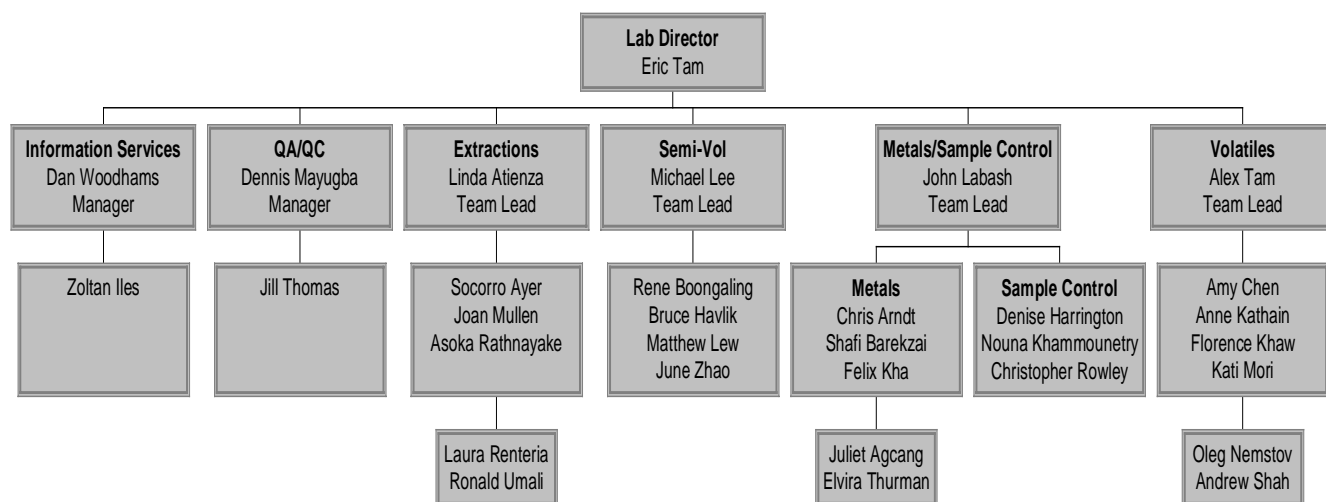 Lab Director
Eric Tam
Information Services
Dan Woodhams
Manager
QA/QC
Dennis Mayugba
Manager
Extractions
Linda Atienza
Team Lead
Semi-Vol
Michael Lee
Team Lead
Metals/Sample Control
John Labash
Team Lead
Volatiles
Alex Tam
Team Lead
Zoltan Iles
Jill Thomas
Socorro Ayer
Joan Mullen
Asoka Rathnayake
Rene Boongaling
Bruce Havlik
Matthew Lew
June Zhao
Metals
Chris Arndt
Shafi Barekzai
Felix Kha
Sample Control
Denise Harrington
Nouna Khammounetry
Christopher Rowley
Amy Chen
Anne Kathain
Florence Khaw
Kati Mori
Laura Renteria
Ronald Umali
Juliet Agcang
Elvira Thurman
Oleg Nemstov
Andrew Shah